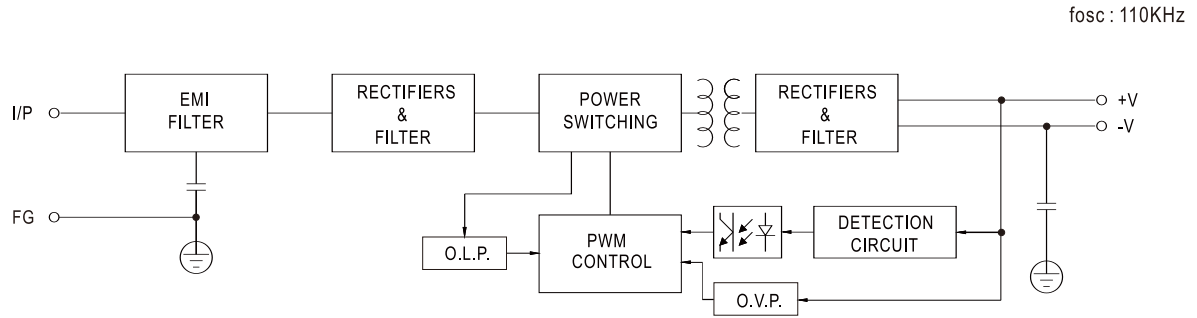 fosc : 110KHz
I/P
EMI
FILTER
RECTIFIERS
&
FILTER
POWER
SWITCHING
RECTIFIERS
&
FILTER
+V
-V
FG
O.L.P.
PWM
CONTROL
DETECTION
CIRCUIT
O.V.P.